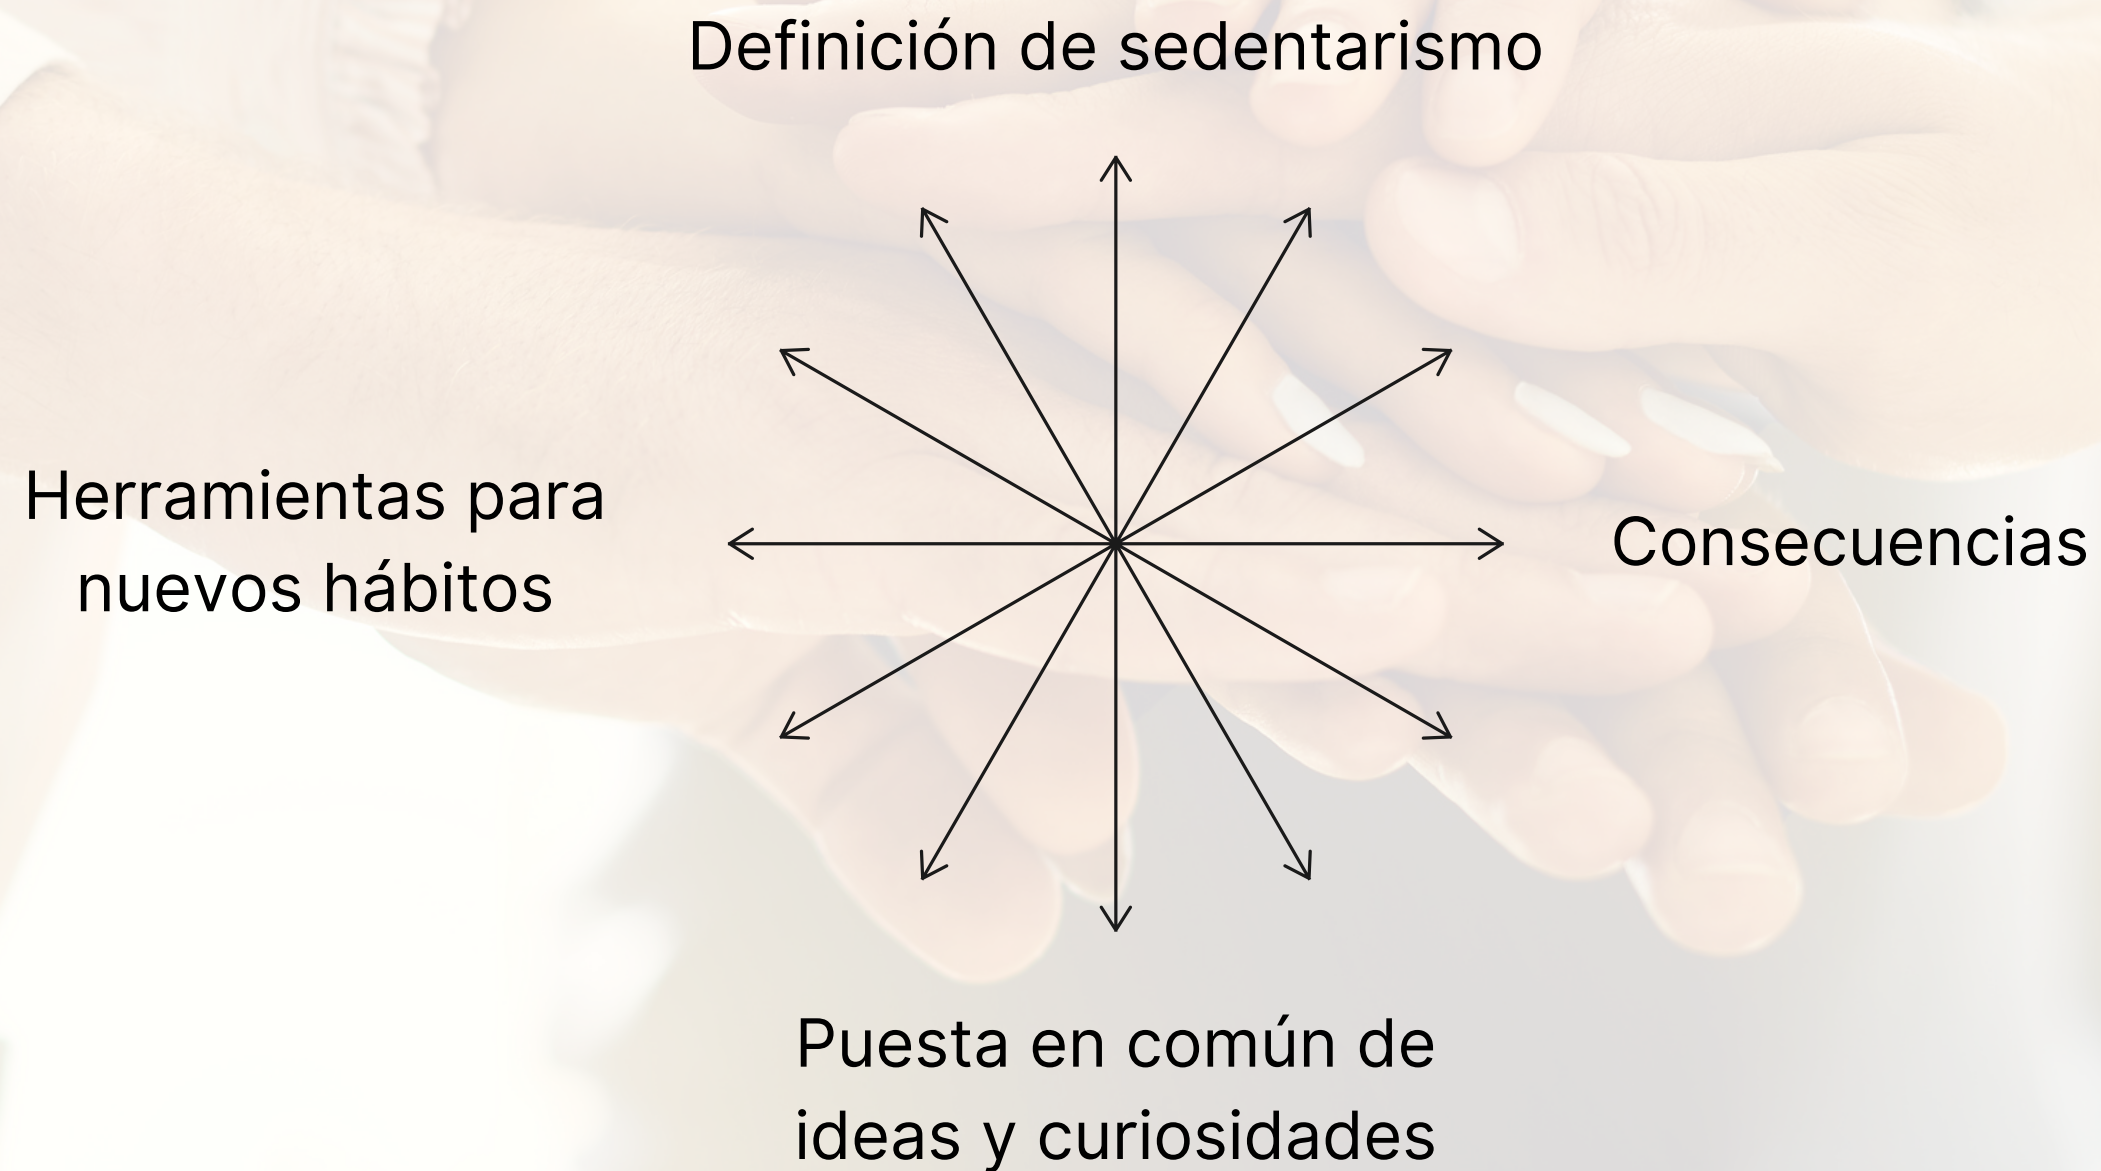 Definición de sedentarismo
Herramientas para
nuevos hábitos
Consecuencias
Puesta en común de
ideas y curiosidades